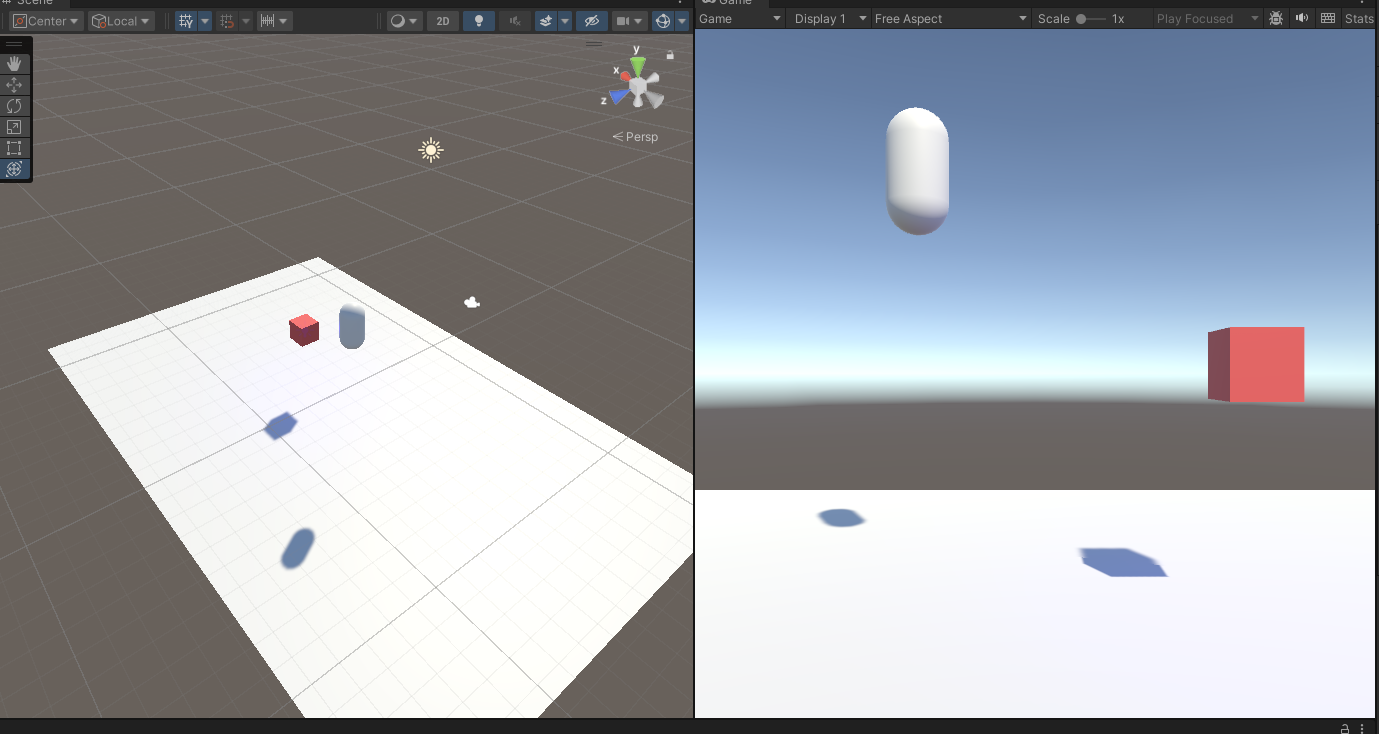 Scene
Game
Center Local 2D
Game Display 1 Free Aspect Scale 1x Play Focused Stats
y
x
z
Persp